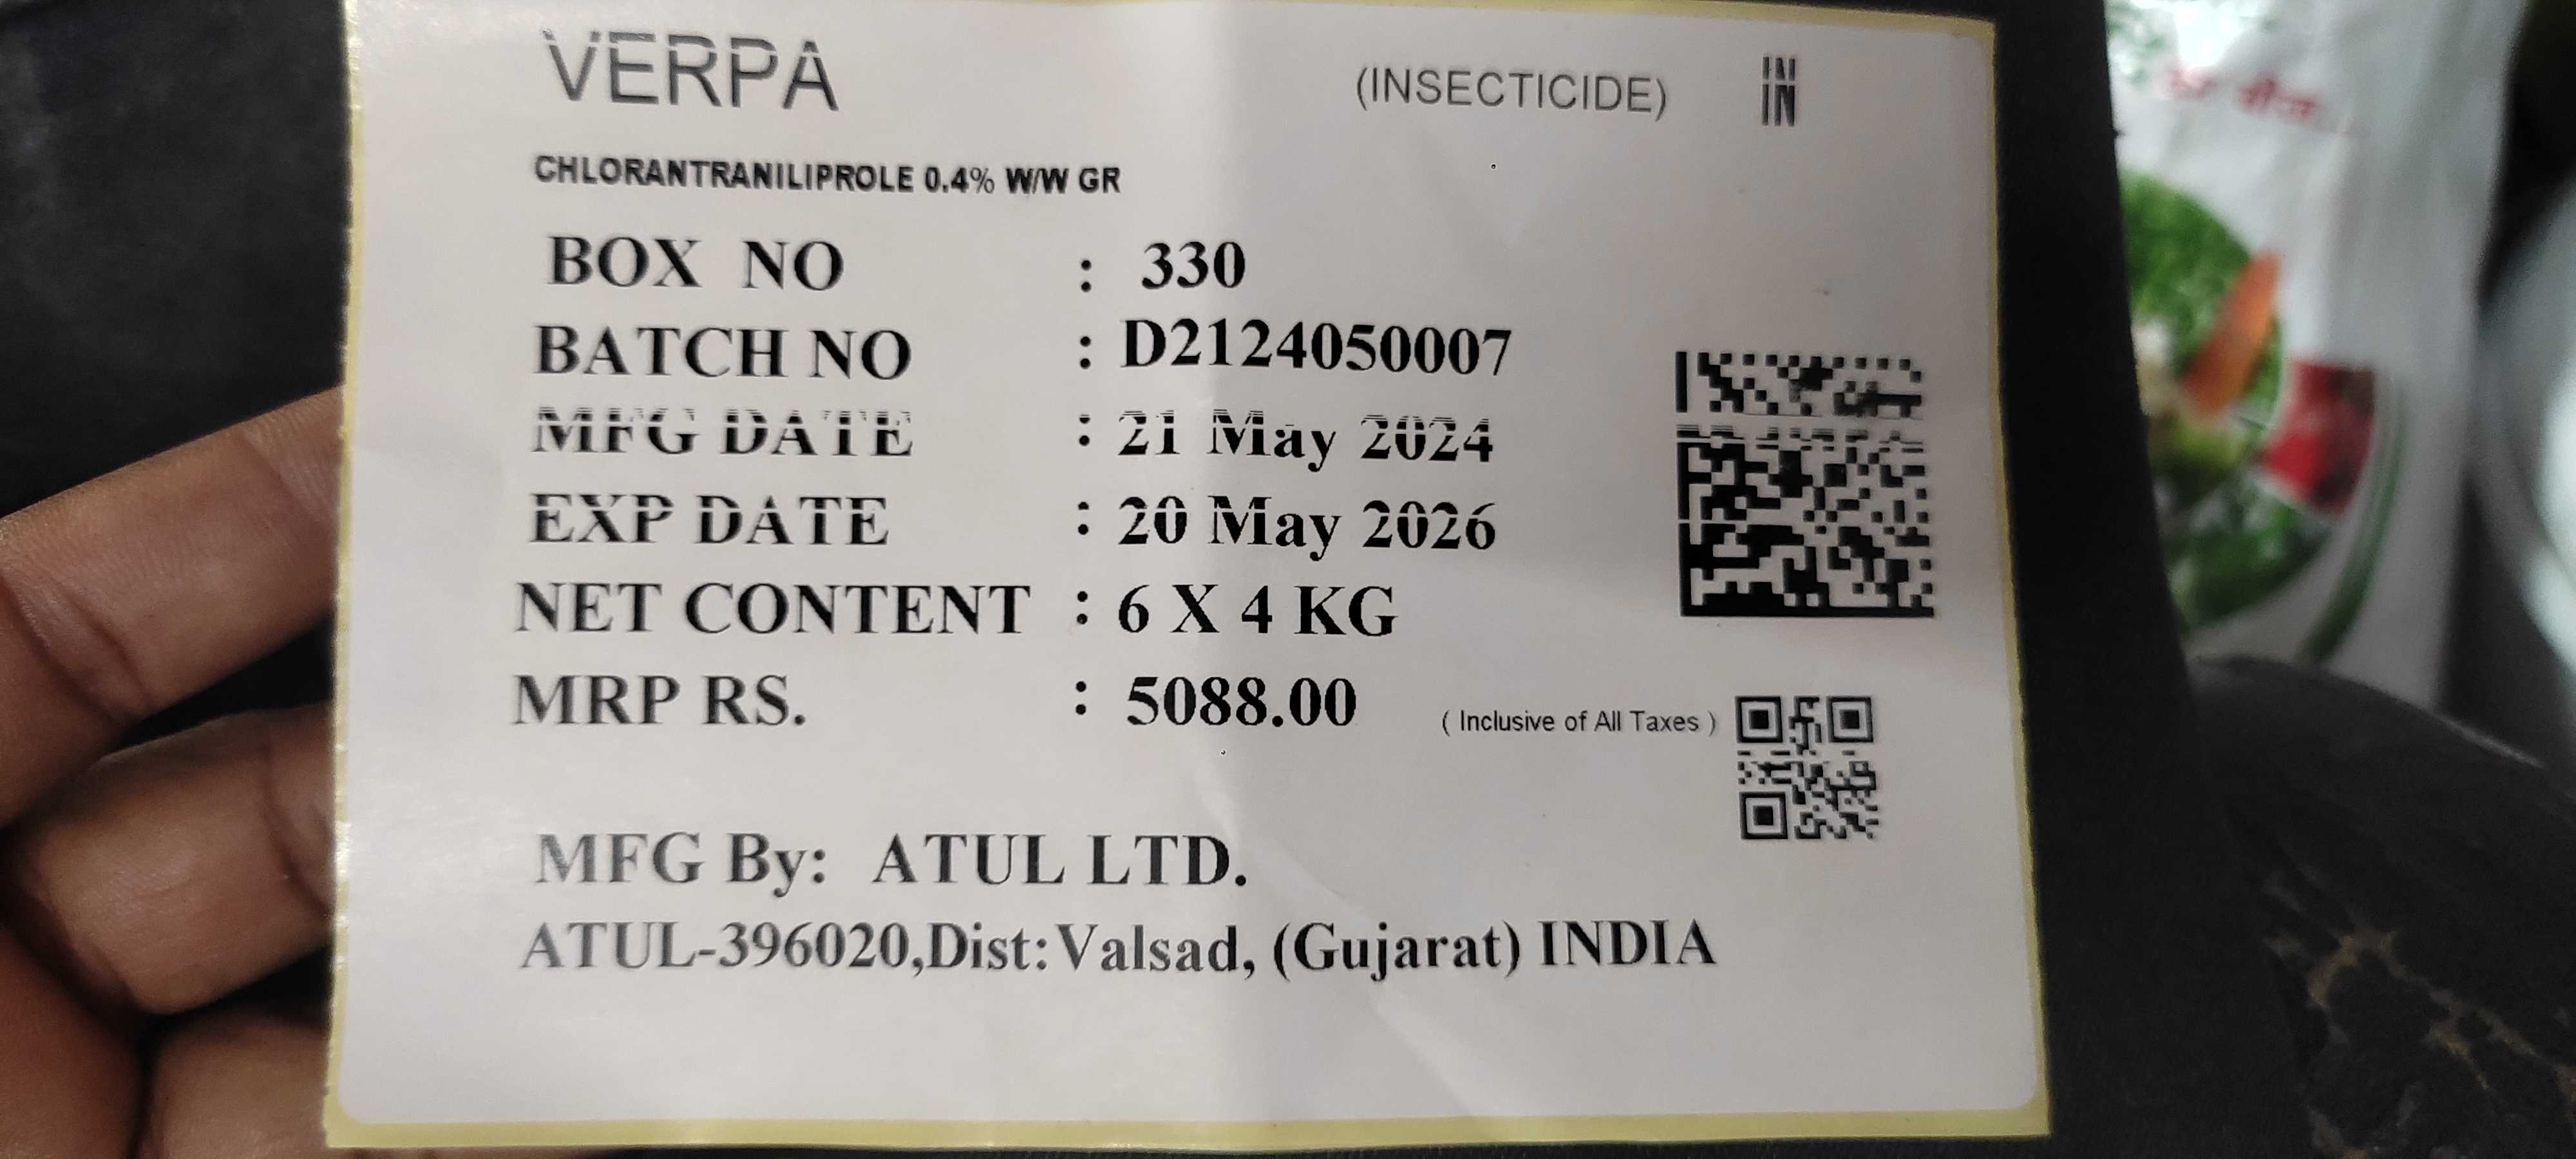 VERPA (INSECTICIDE) IN
CHLORANTRANILIPROLE 0.4% W/W GR
BOX NO : 330
BATCH NO : D2124050007
MFG DATE : 21 May 2024
EXP DATE : 20 May 2026
NET CONTENT : 6 X 4 KG
MRP RS. : 5088.00 ( Inclusive of All Taxes )
MFG By: ATUL LTD.
ATUL-396020,Dist:Valsad, (Gujarat) INDIA